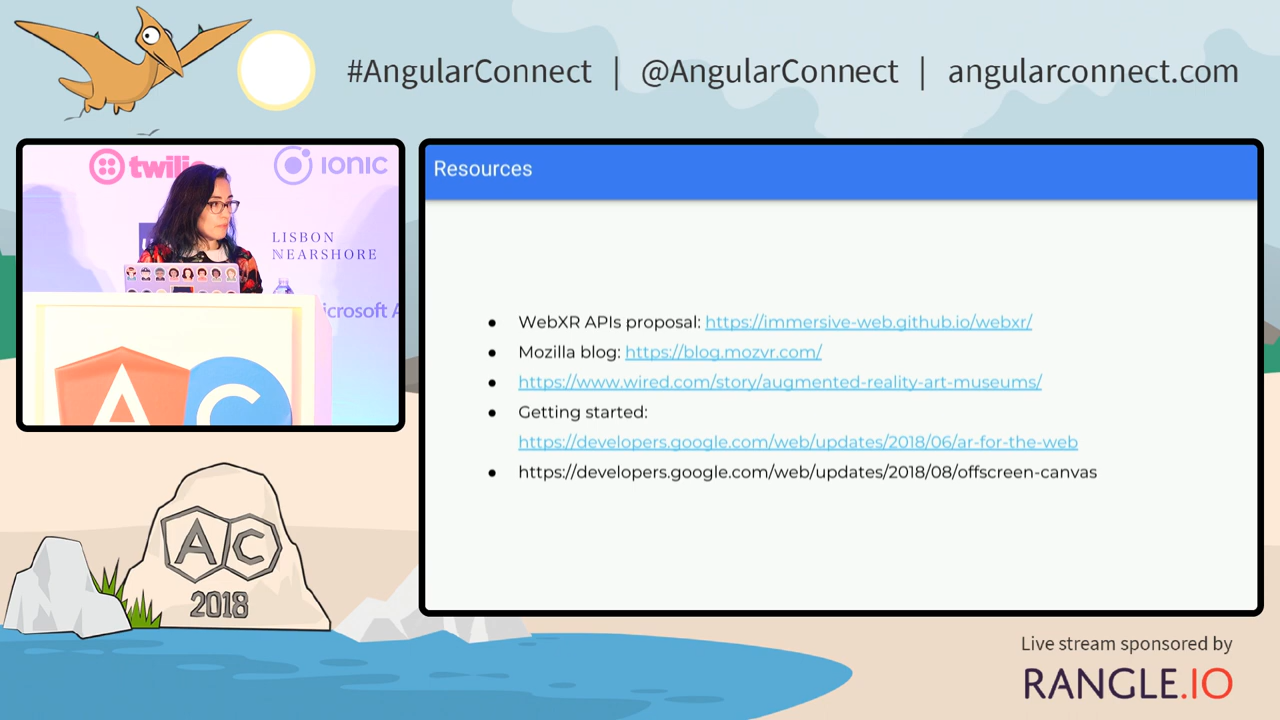 #AngularConnect | @AngularConnect | angularconnect.com
twilio
IONIC
LISBON
NEARSHORE
Microsoft A
AC
Resources
● WebXR APIs proposal: https://immersive-web.github.io/webxr/
● Mozilla blog: https://blog.mozvr.com/
● https://www.wired.com/story/augmented-reality-art-museums/
● Getting started:
https://developers.google.com/web/updates/2018/06/ar-for-the-web
● https://developers.google.com/web/updates/2018/08/offscreen-canvas
AC
2018
Live stream sponsored by
RANGLE.IO